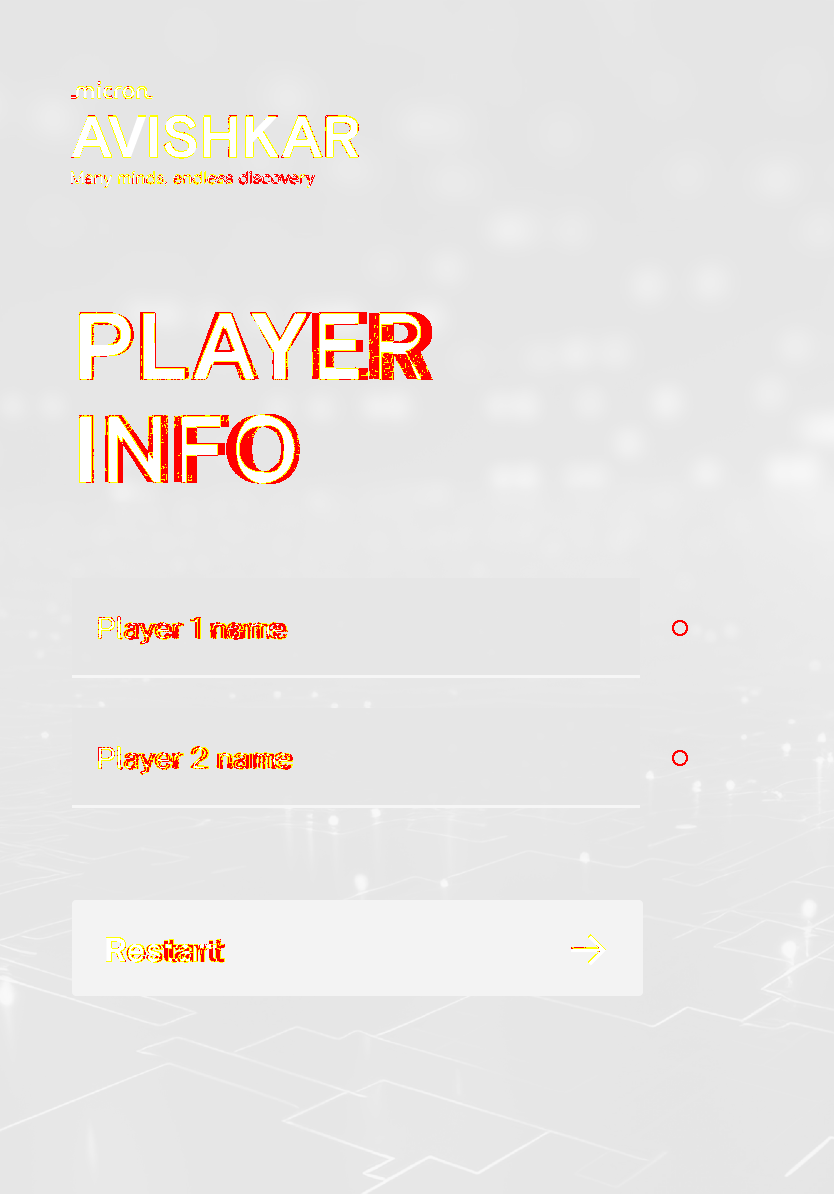 micron.
AVISHKAR
Many minds, endless discovery
PLAYER
INFO
Player 1 name
Player 2 name
Restart